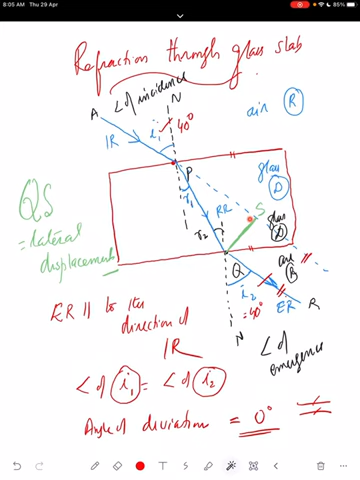 8:05 AM Thu 29 Apr
Refraction through glass slab
A
∠ of incidence
N
air (R)
IR
i₁
40°
P
glass
(D)
r₁
RR
S
QS
= lateral
displacement
r₂
glass
(D)
Q
air
(R)
i₂
= 40°
ER
R
N
∠ of
emergence
ER || to the
direction of
IR
∠ of i₁ = ∠ of i₂
Angle of deviation = 0°